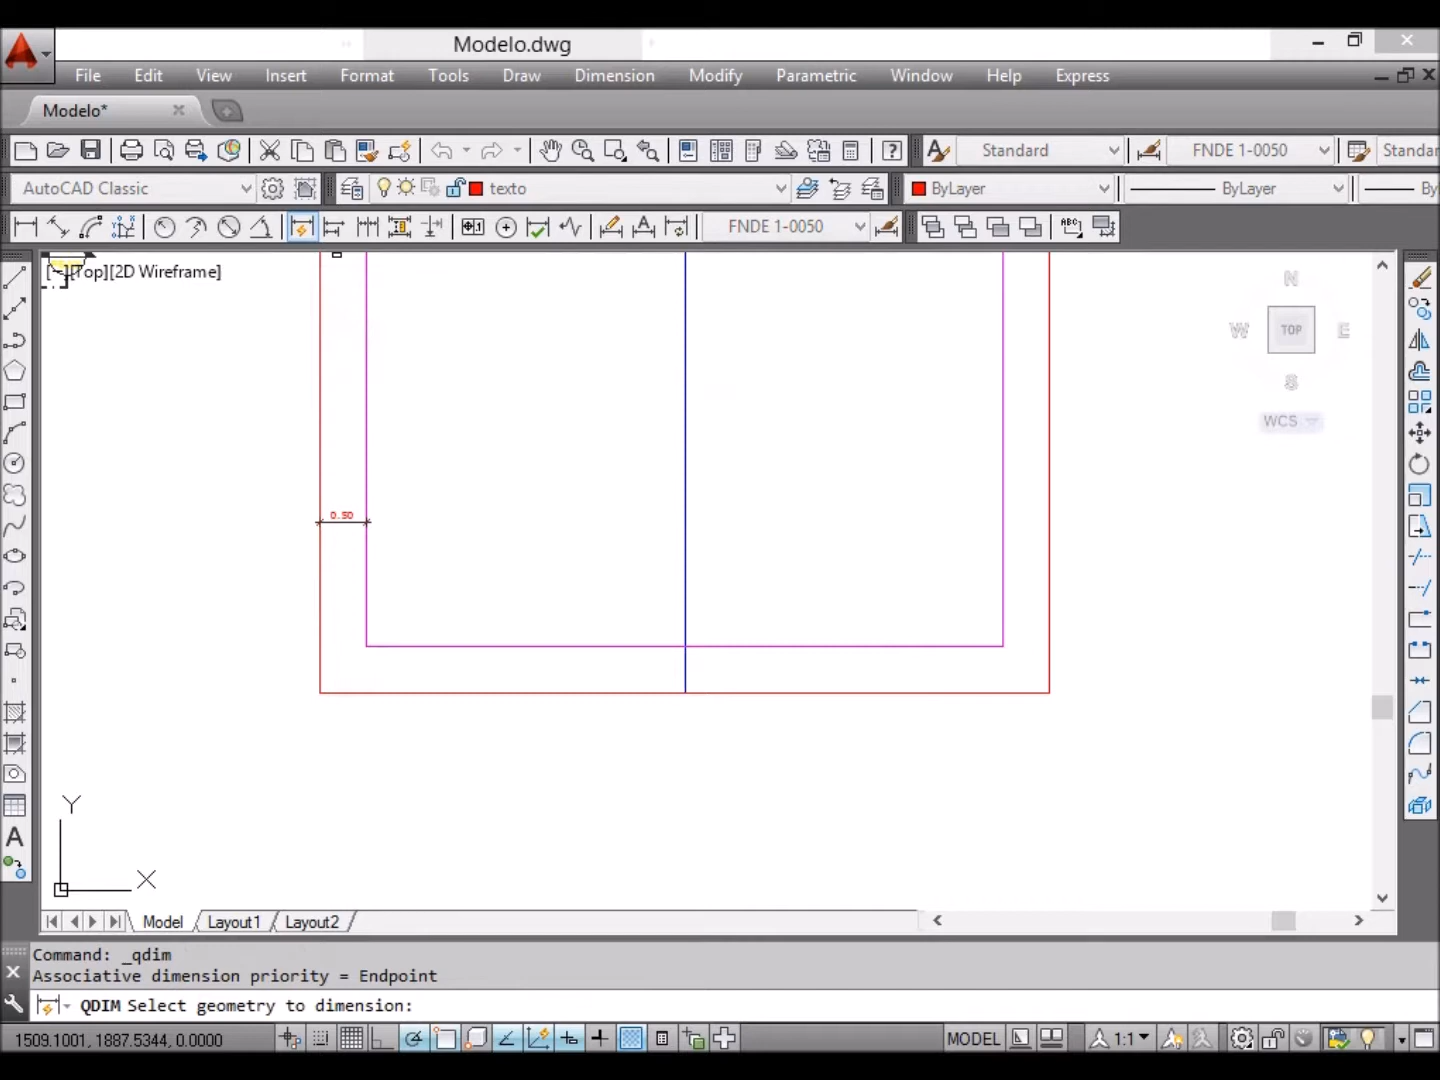 Modelo.dwg
File Edit View Insert Format Tools Draw Dimension Modify Parametric Window Help Express
Modelo*
Standard FNDE 1-0050 Standar
AutoCAD Classic texto ByLayer ByLayer By
FNDE 1-0050 ABC
[−][Top][2D Wireframe]
N
W TOP E
S
WCS
0.50
Y
X
Model Layout1 Layout2
Command: _qdim
Associative dimension priority = Endpoint
QDIM Select geometry to dimension:
1509.1001, 1887.5344, 0.0000 MODEL 1:1